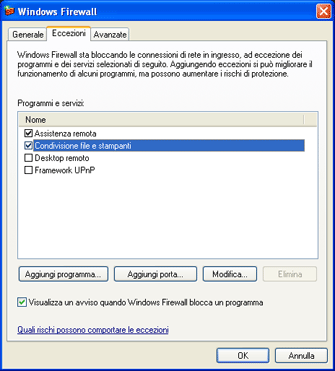 Windows Firewall
Generale Eccezioni Avanzate
Windows Firewall sta bloccando le connessioni di rete in ingresso, ad eccezione dei
programmi e dei servizi selezionati di seguito. Aggiungendo eccezioni si può migliorare il
funzionamento di alcuni programmi, ma possono aumentare i rischi di protezione.
Programmi e servizi:
Nome
Assistenza remota
Condivisione file e stampanti
Desktop remoto
Framework UPnP
Aggiungi programma... Aggiungi porta... Modifica... Elimina
Visualizza un avviso quando Windows Firewall blocca un programma
Quali rischi possono comportare le eccezioni
OK Annulla